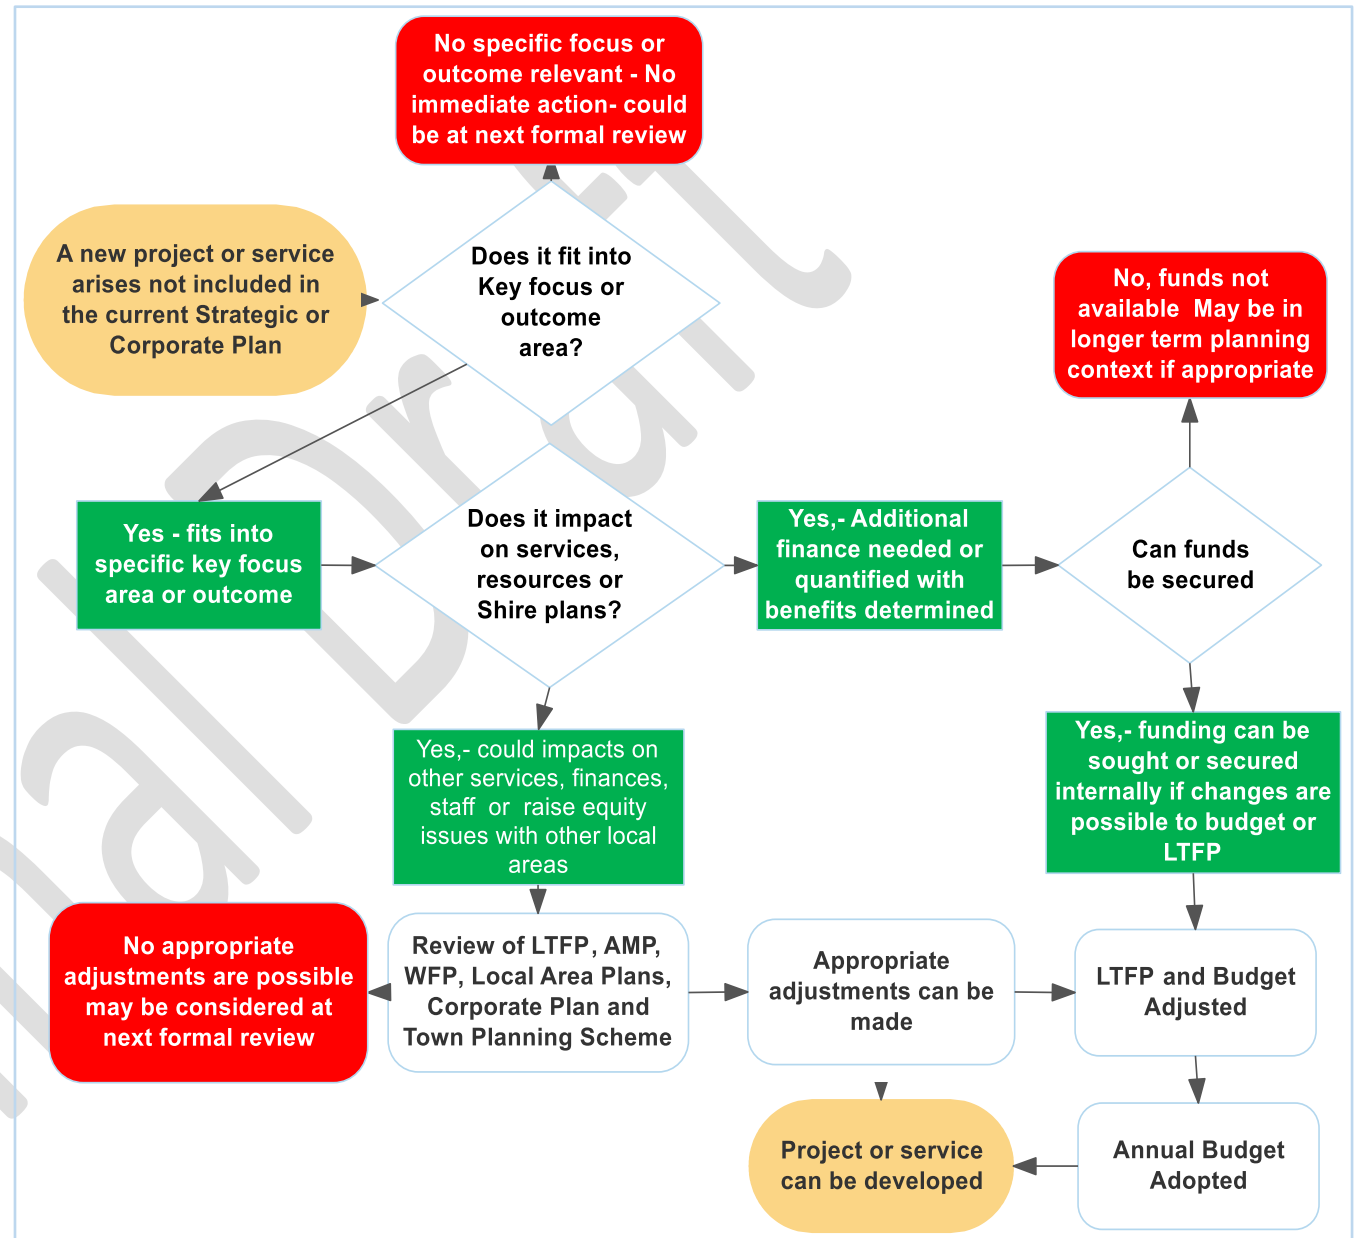 No specific focus or
outcome relevant - No
immediate action- could
be at next formal review
A new project or service
arises not included in
the current Strategic or
Corporate Plan
Does it fit into
Key focus or
outcome
area?
No, funds not
available  May be in
longer term planning
context if appropriate
Yes - fits into
specific key focus
area or outcome
Does it impact
on services,
resources or
Shire plans?
Yes,- Additional
finance needed or
quantified with
benefits determined
Can funds
be secured
Yes,- could impacts on
other services, finances,
staff  or  raise equity
issues with other local
areas
Yes,- funding can be
sought or secured
internally if changes are
possible to budget or
LTFP
No appropriate
adjustments are possible
may be considered at
next formal review
Review of LTFP, AMP,
WFP, Local Area Plans,
Corporate Plan and
Town Planning Scheme
Appropriate
adjustments can be
made
LTFP and Budget
Adjusted
Project or service
can be developed
Annual Budget
Adopted
nal Draft